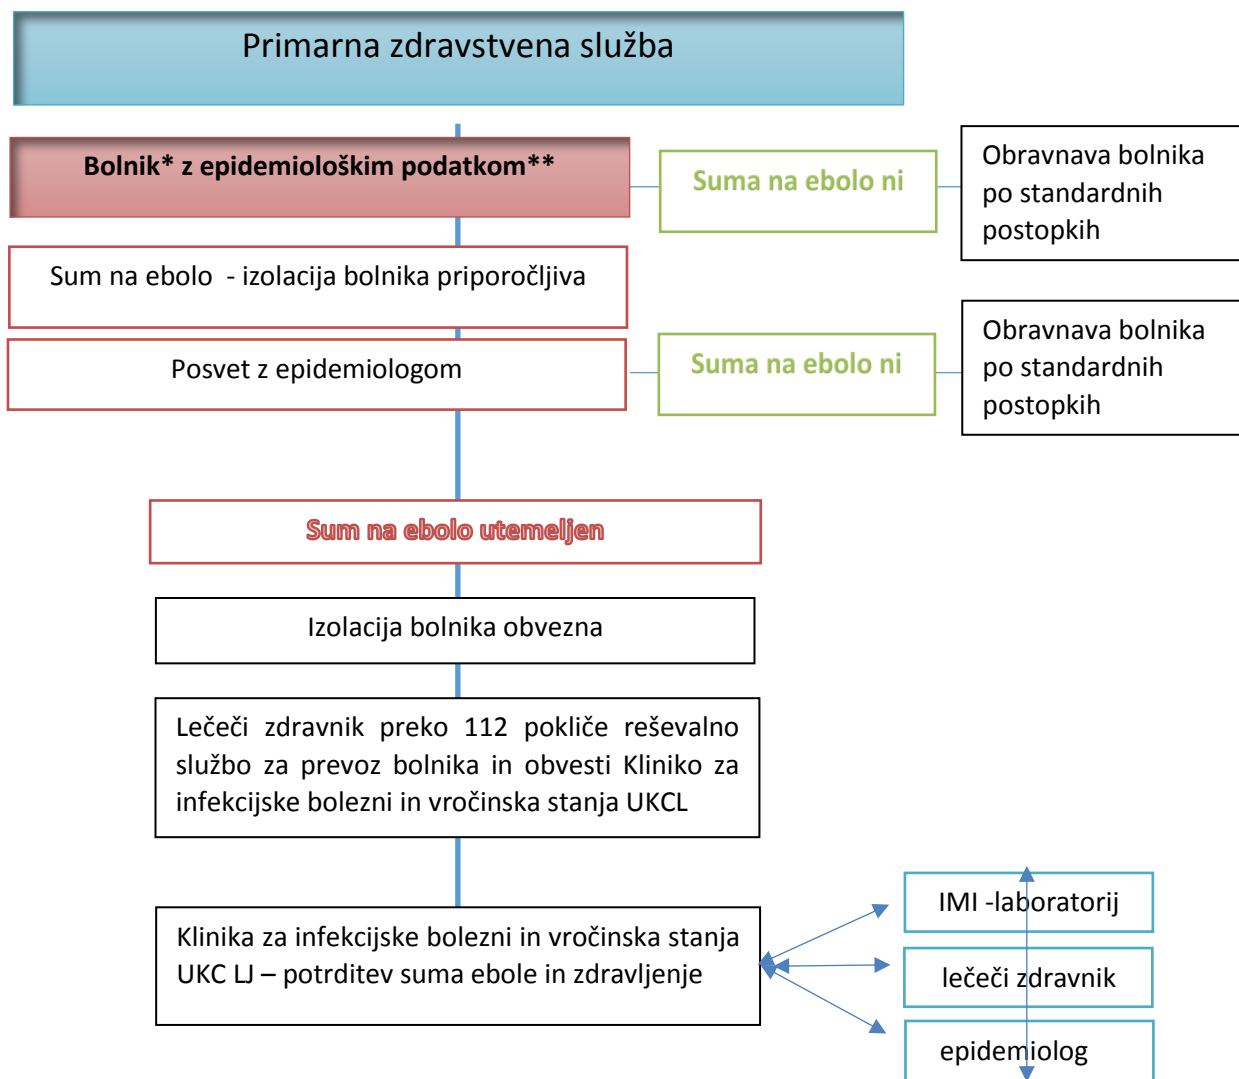 Primarna zdravstvena služba
Bolnik* z epidemiološkim podatkom**
Suma na ebolo ni
Obravnava bolnika
po standardnih
postopkih
Sum na ebolo - izolacija bolnika priporočljiva
Posvet z epidemiologom
Suma na ebolo ni
Obravnava bolnika
po standardnih
postopkih
Sum na ebolo utemeljen
Izolacija bolnika obvezna
Lečeči zdravnik preko 112 pokliče reševalno
službo za prevoz bolnika in obvesti Kliniko za
infekcijske bolezni in vročinska stanja UKCL
Klinika za infekcijske bolezni in vročinska stanja
UKC LJ – potrditev suma ebole in zdravljenje
IMI -laboratorij
lečeči zdravnik
epidemiolog